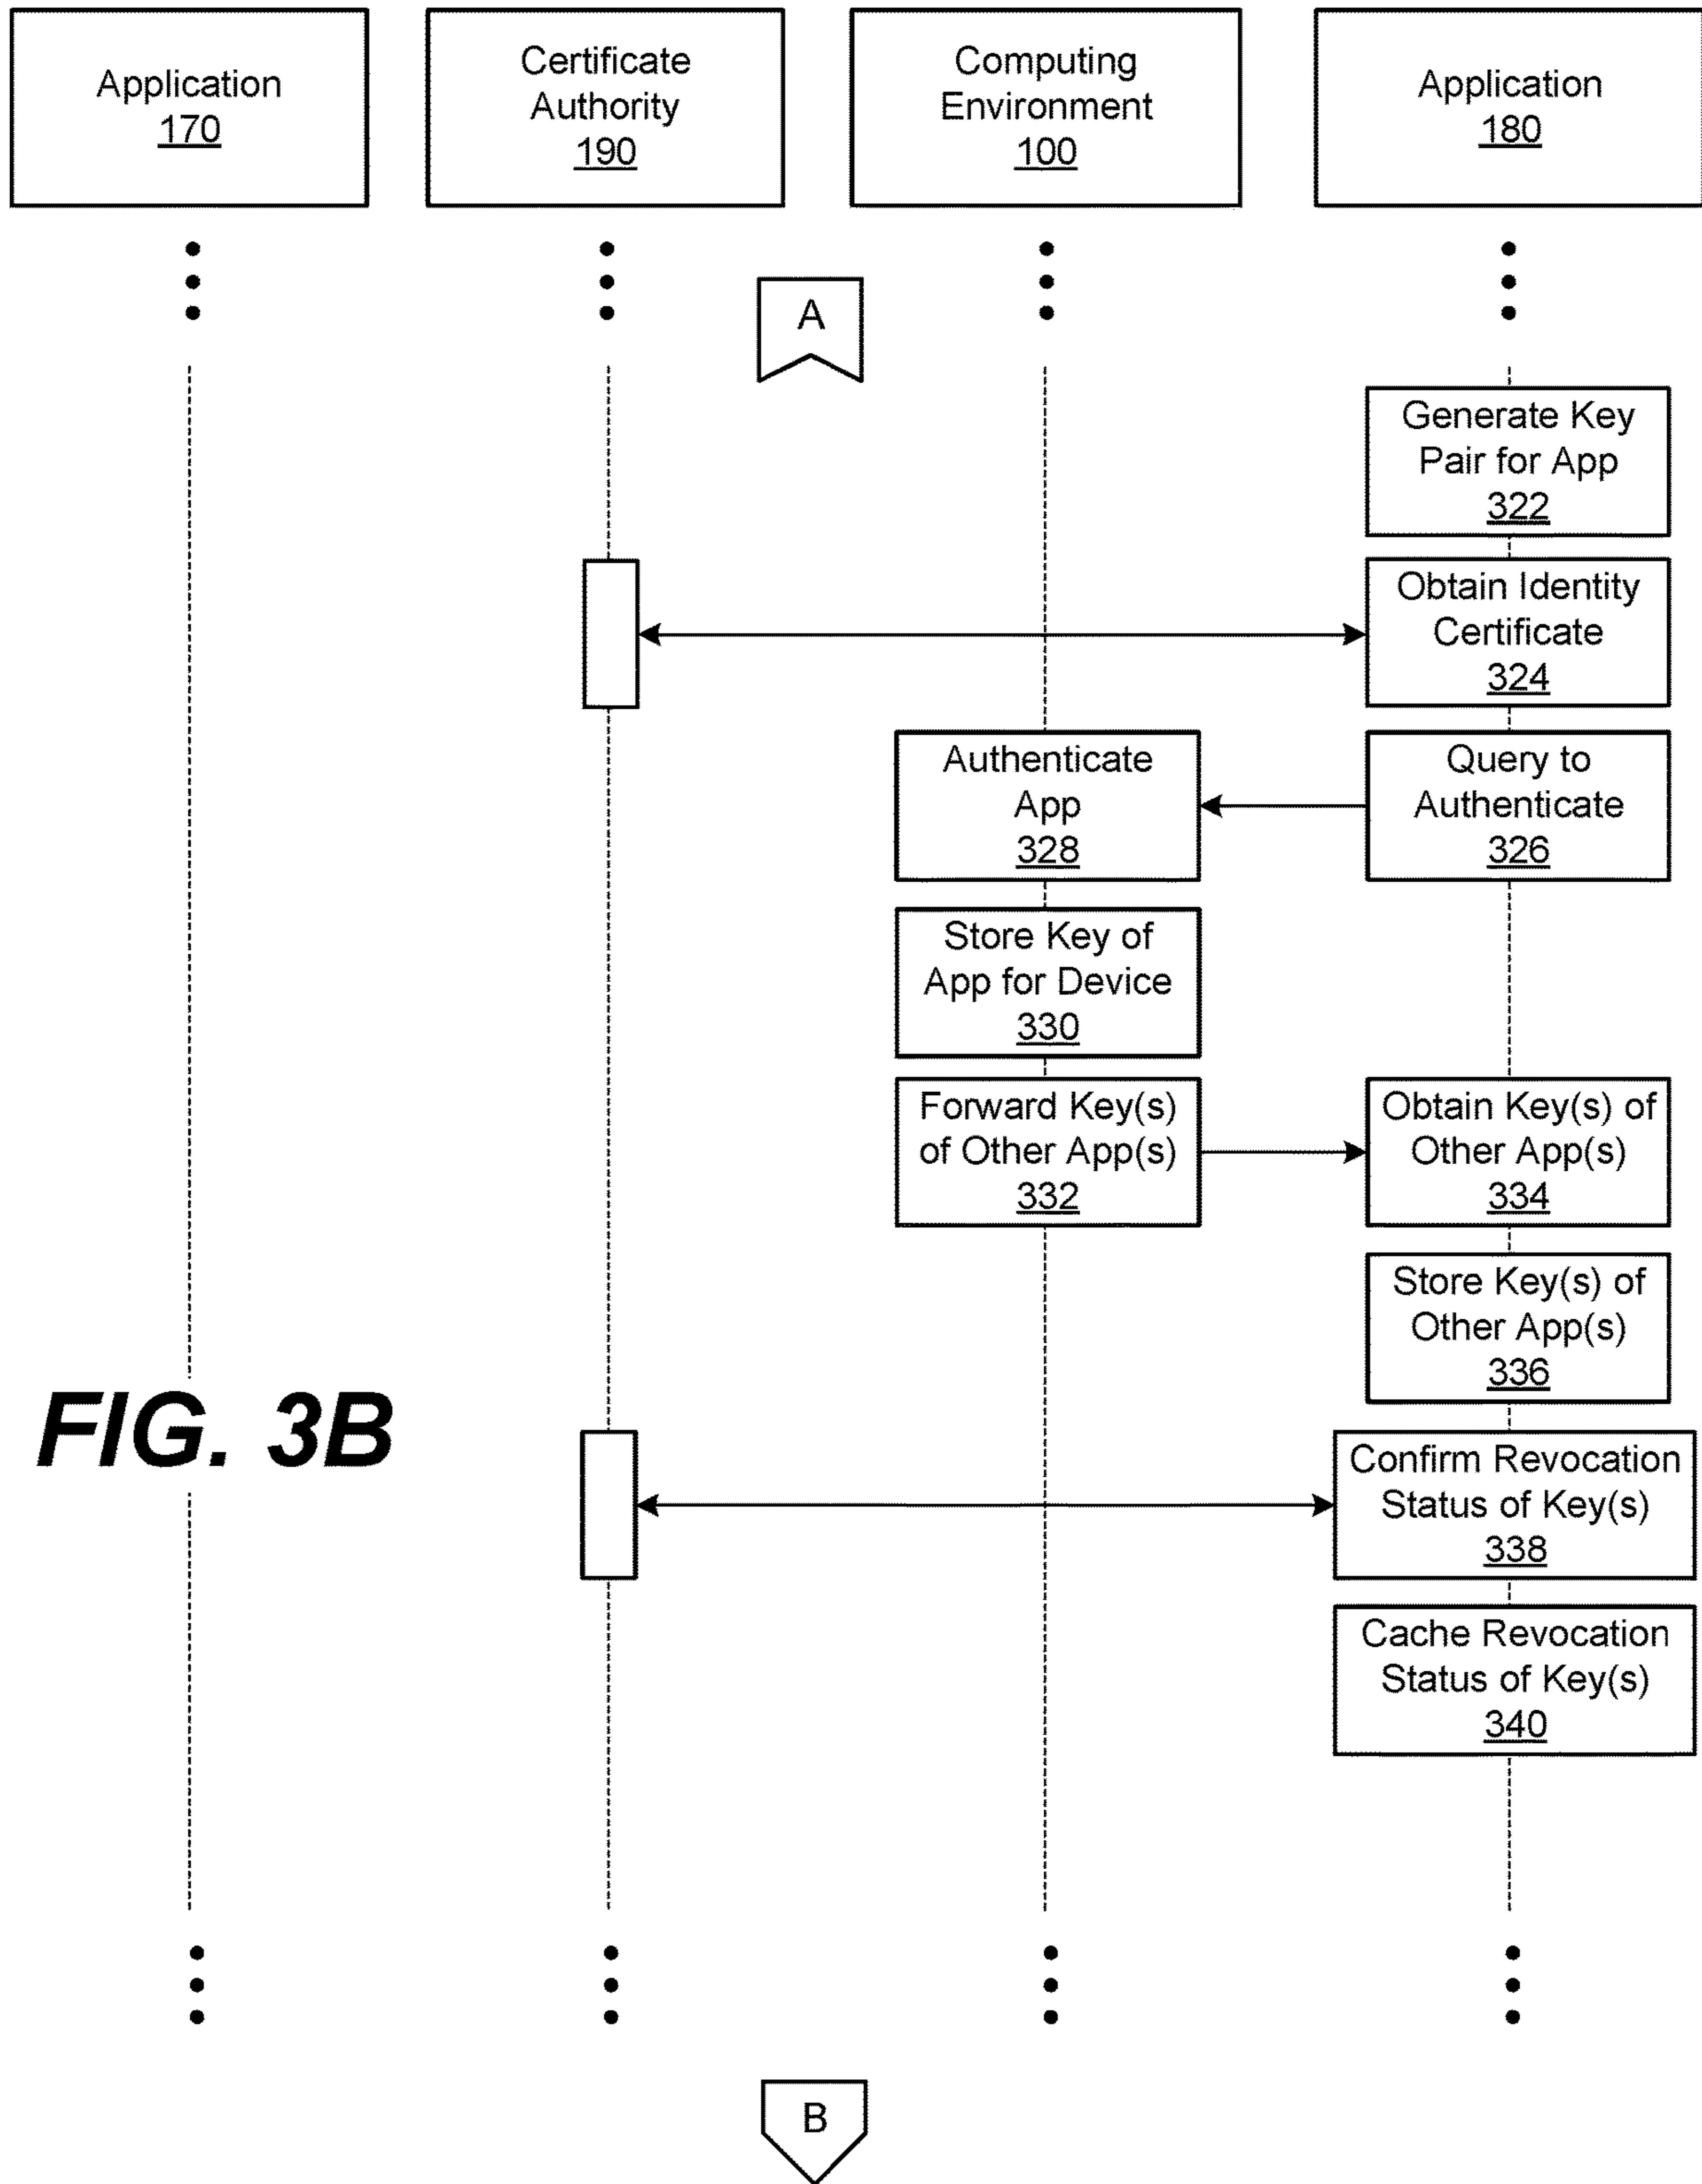 Application
170
Certificate
Authority
190
Computing
Environment
100
Application
180
A
Generate Key
Pair for App
322
Obtain Identity
Certificate
324
Authenticate
App
328
Query to
Authenticate
326
Store Key of
App for Device
330
Forward Key(s)
of Other App(s)
332
Obtain Key(s) of
Other App(s)
334
Store Key(s) of
Other App(s)
336
FIG. 3B
Confirm Revocation
Status of Key(s)
338
Cache Revocation
Status of Key(s)
340
B